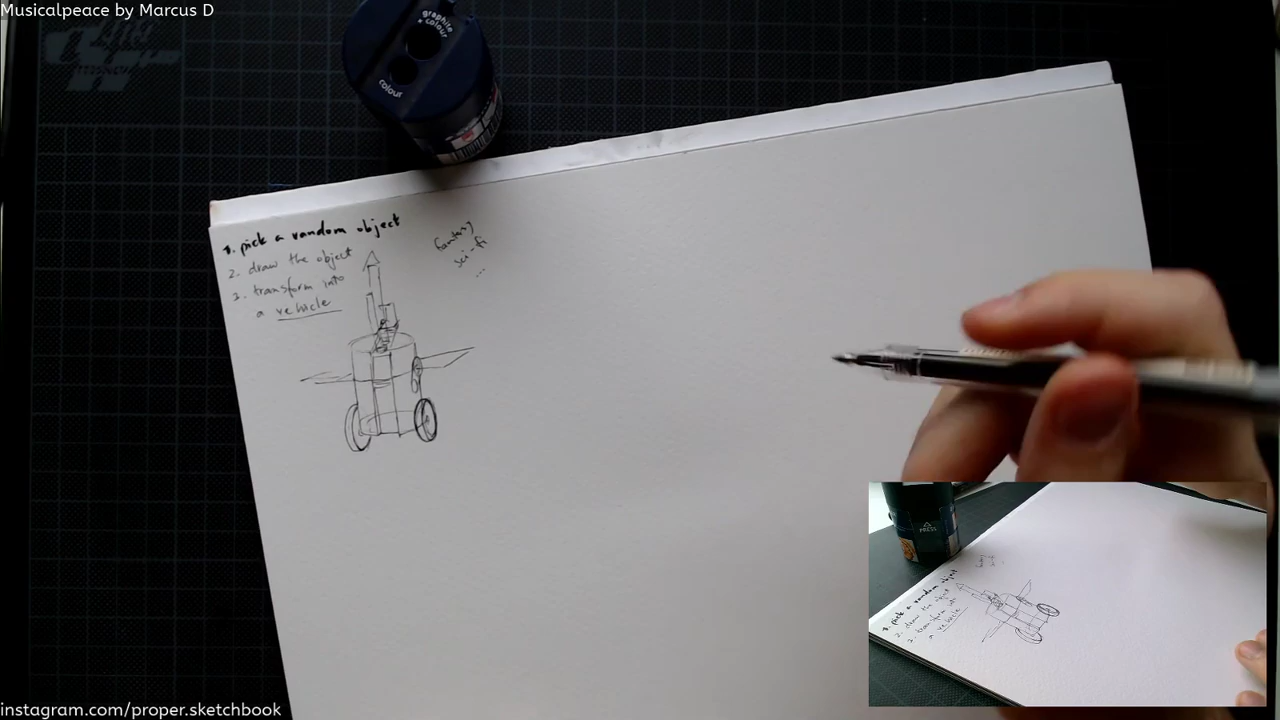 Musicalpeace by Marcus D
graphite
+ colour
colour
1. pick a random object
2. draw the object
3. transform into
a vehicle
fantasy
sci-fi
...
PRESS
instagram.com/proper.sketchbook